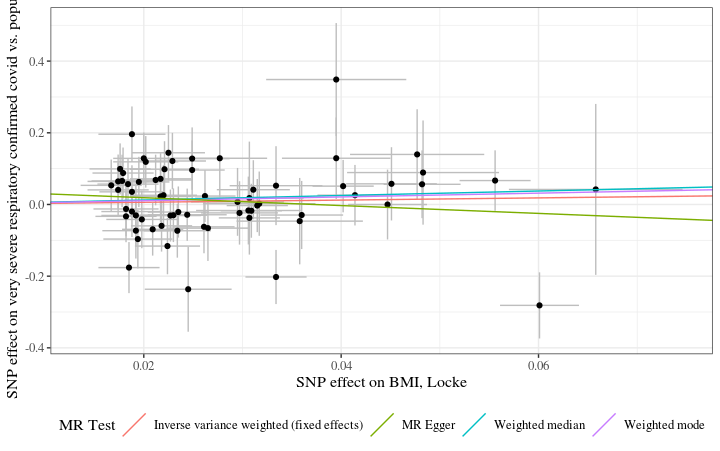 SNP effect on very severe respiratory confirmed covid vs.
0.4
0.2
0.0
-0.2
-0.4
0.02
0.04
0.06
SNP effect on BMI, Locke
MR Test
Inverse variance weighted (fixed effects)
MR Egger
Weighted median
Weighted mode